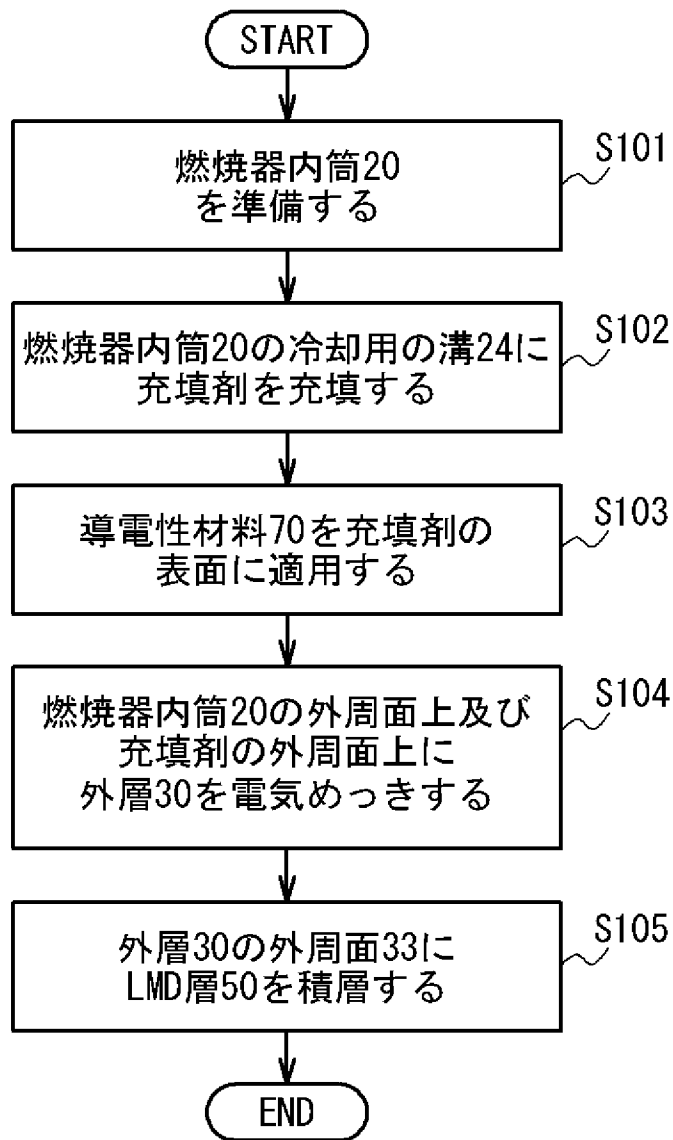 START
燃焼器内筒20
を準備する
S101
燃焼器内筒20の冷却用の溝24に
充填剤を充填する
S102
導電性材料70を充填剤の
表面に適用する
S103
燃焼器内筒20の外周面上及び
充填剤の外周面上に
外層30を電気めっきする
S104
外層30の外周面33に
LMD層50を積層する
S105
END